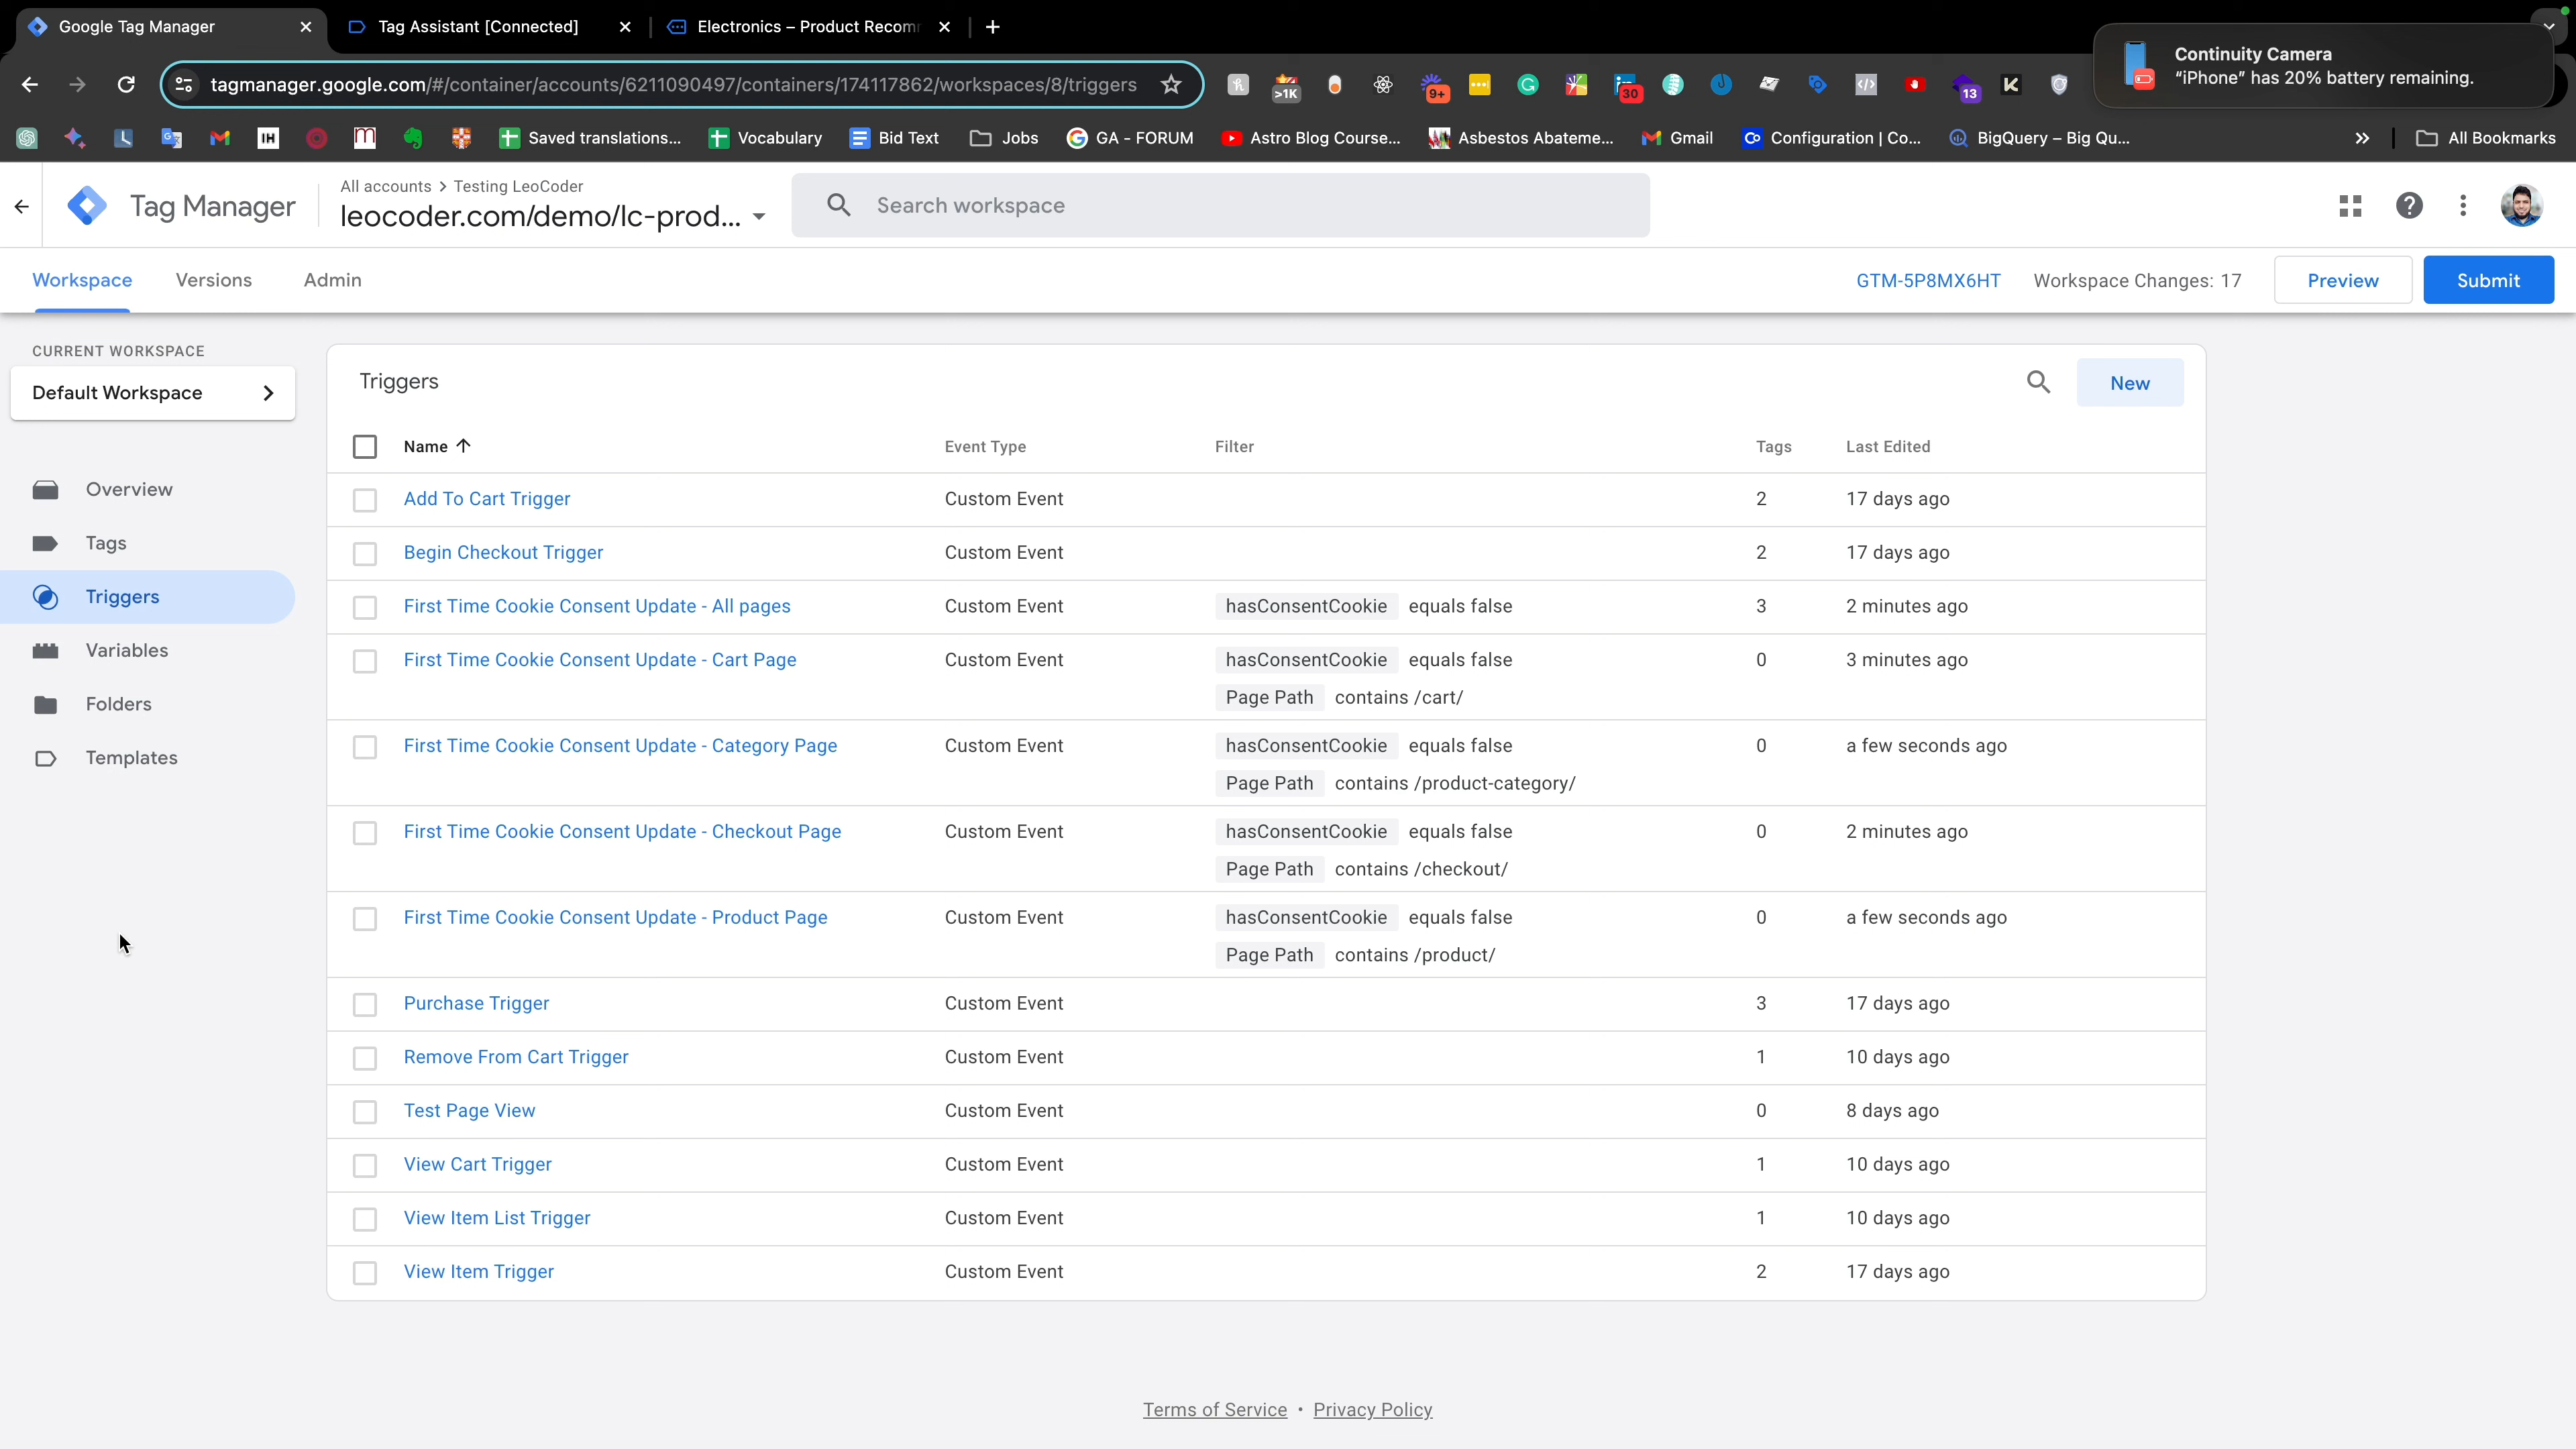 Google Tag Manager
Tag Assistant [Connected]
Electronics – Product Recom
Continuity Camera
“iPhone” has 20% battery remaining.
tagmanager.google.com/#/container/accounts/6211090497/containers/174117862/workspaces/8/triggers
>1K
9+
30
13
Saved translations...
Vocabulary
Bid Text
Jobs
GA - FORUM
Astro Blog Course...
Asbestos Abateme...
Gmail
Configuration | Co...
BigQuery – Big Qu...
All Bookmarks
Tag Manager
All accounts > Testing LeoCoder
leocoder.com/demo/lc-prod...
Search workspace
Workspace
Versions
Admin
GTM-5P8MX6HT
Workspace Changes: 17
Preview
Submit
CURRENT WORKSPACE
Default Workspace
Overview
Tags
Triggers
Variables
Folders
Templates
Triggers
New
Name Event Type Filter Tags Last Edited
Add To Cart Trigger Custom Event 2 17 days ago
Begin Checkout Trigger Custom Event 2 17 days ago
First Time Cookie Consent Update - All pages Custom Event hasConsentCookie equals false 3 2 minutes ago
First Time Cookie Consent Update - Cart Page Custom Event hasConsentCookie equals false 0 3 minutes ago
Page Path contains /cart/
First Time Cookie Consent Update - Category Page Custom Event hasConsentCookie equals false 0 a few seconds ago
Page Path contains /product-category/
First Time Cookie Consent Update - Checkout Page Custom Event hasConsentCookie equals false 0 2 minutes ago
Page Path contains /checkout/
First Time Cookie Consent Update - Product Page Custom Event hasConsentCookie equals false 0 a few seconds ago
Page Path contains /product/
Purchase Trigger Custom Event 3 17 days ago
Remove From Cart Trigger Custom Event 1 10 days ago
Test Page View Custom Event 0 8 days ago
View Cart Trigger Custom Event 1 10 days ago
View Item List Trigger Custom Event 1 10 days ago
View Item Trigger Custom Event 2 17 days ago
Terms of Service • Privacy Policy